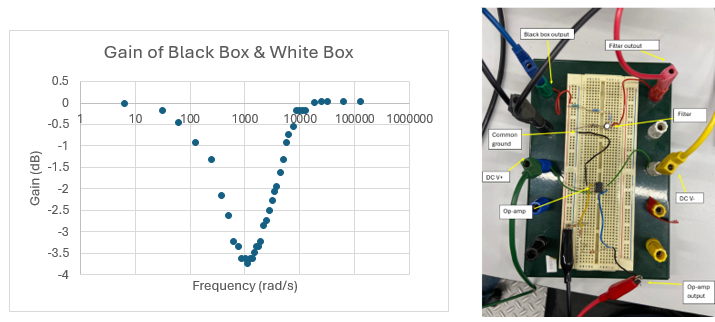 Gain of Black Box & White Box
0.5
0
-0.5
-1
-1.5
-2
-2.5
-3
-3.5
-4
1 10 100 1000 10000 100000 1000000
Gain (dB)
Frequency (rad/s)
Black box output
Filter output
Filter
Common
ground
DC V+
DC V-
Op-amp
Op-amp
output